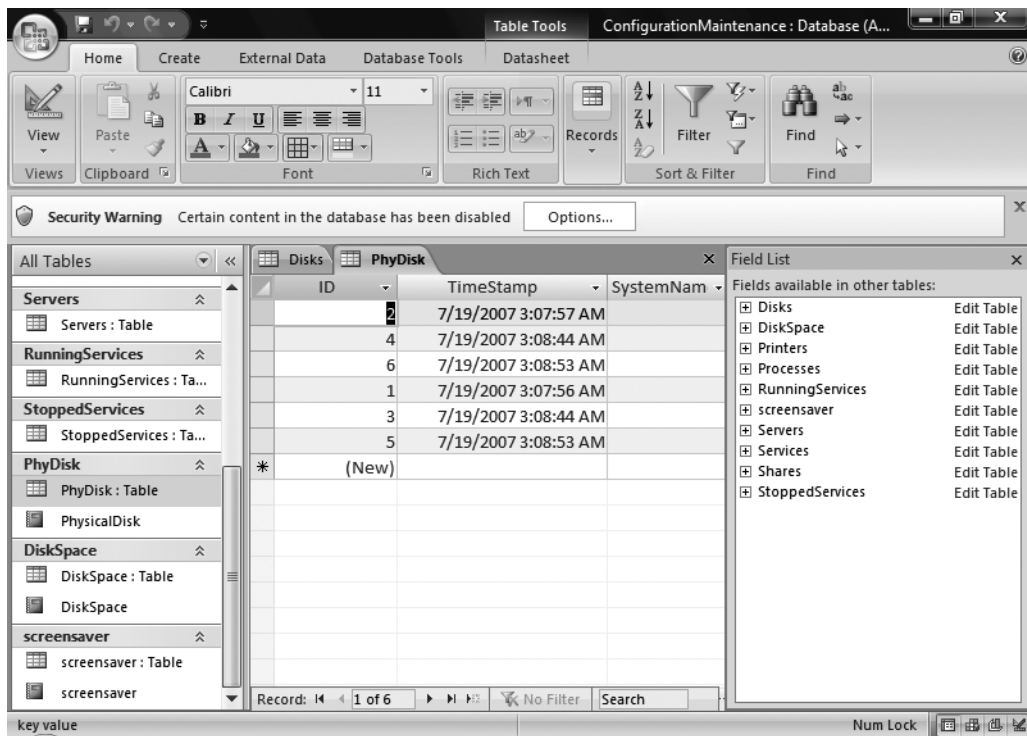 Table Tools ConfigurationMaintenance : Database (A...
Home Create External Data Database Tools Datasheet
View
Paste
Calibri 11
B I U
A
Records
Filter
Find
Views Clipboard Font Rich Text Sort & Filter Find
Security Warning Certain content in the database has been disabled Options...
All Tables
Servers
Servers : Table
RunningServices
RunningServices : Ta...
StoppedServices
StoppedServices : Ta...
PhyDisk
PhyDisk : Table
PhysicalDisk
DiskSpace
DiskSpace : Table
DiskSpace
screensaver
screensaver : Table
screensaver
Disks PhyDisk
ID TimeStamp SystemNam
2 7/19/2007 3:07:57 AM
4 7/19/2007 3:08:44 AM
6 7/19/2007 3:08:53 AM
1 7/19/2007 3:07:56 AM
3 7/19/2007 3:08:44 AM
5 7/19/2007 3:08:53 AM
(New)
Record: 1 of 6 No Filter Search
Field List
Fields available in other tables:
Disks Edit Table
DiskSpace Edit Table
Printers Edit Table
Processes Edit Table
RunningServices Edit Table
screensaver Edit Table
Servers Edit Table
Services Edit Table
Shares Edit Table
StoppedServices Edit Table
key value Num Lock